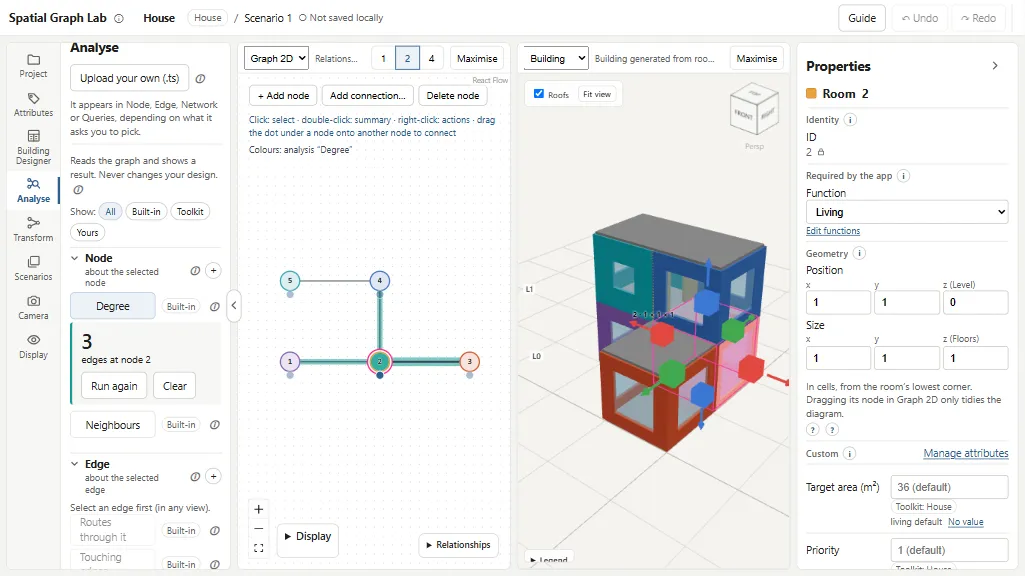 Spatial Graph Lab
House
House
/ Scenario 1
Not saved locally
Guide
Undo
Redo
Project
Attributes
Building
Designer
Analyse
Transform
Scenarios
Camera
Display
Analyse
Upload your own (.ts)
It appears in Node, Edge, Network
or Queries, depending on what it
asks you to pick.
Reads the graph and shows a
result. Never changes your design.
Show:
All
Built-in
Toolkit
Yours
Node
about the selected
node
Degree
Built-in
3
edges at node 2
Run again
Clear
Neighbours
Built-in
Edge
about the selected
edge
Select an edge first (in any view).
Routes
through it
Built-in
Touching
Built-in
Graph 2D
Relations...
1
2
4
Maximise
React Flow
+ Add node
Add connection...
Delete node
Click: select · double-click: summary · right-click: actions · drag
the dot under a node onto another node to connect
Colours: analysis "Degree"
5
4
1
2
3
+
−
Display
Relationships
Building
Building generated from roo...
Maximise
Roofs
Fit view
FRONT
RIGHT
Persp
L1
L0
Legend
Properties
Room 2
Identity
ID
2
Required by the app
Function
Living
Edit functions
Geometry
Position
x
y
z (Level)
1
1
0
Size
x
y
z (Floors)
1
1
1
In cells, from the room's lowest corner.
Dragging its node in Graph 2D only tidies the
diagram.
?
?
Custom
Manage attributes
Target area (m²)
36 (default)
Toolkit: House
living default
No value
Priority
1 (default)
Toolkit: House